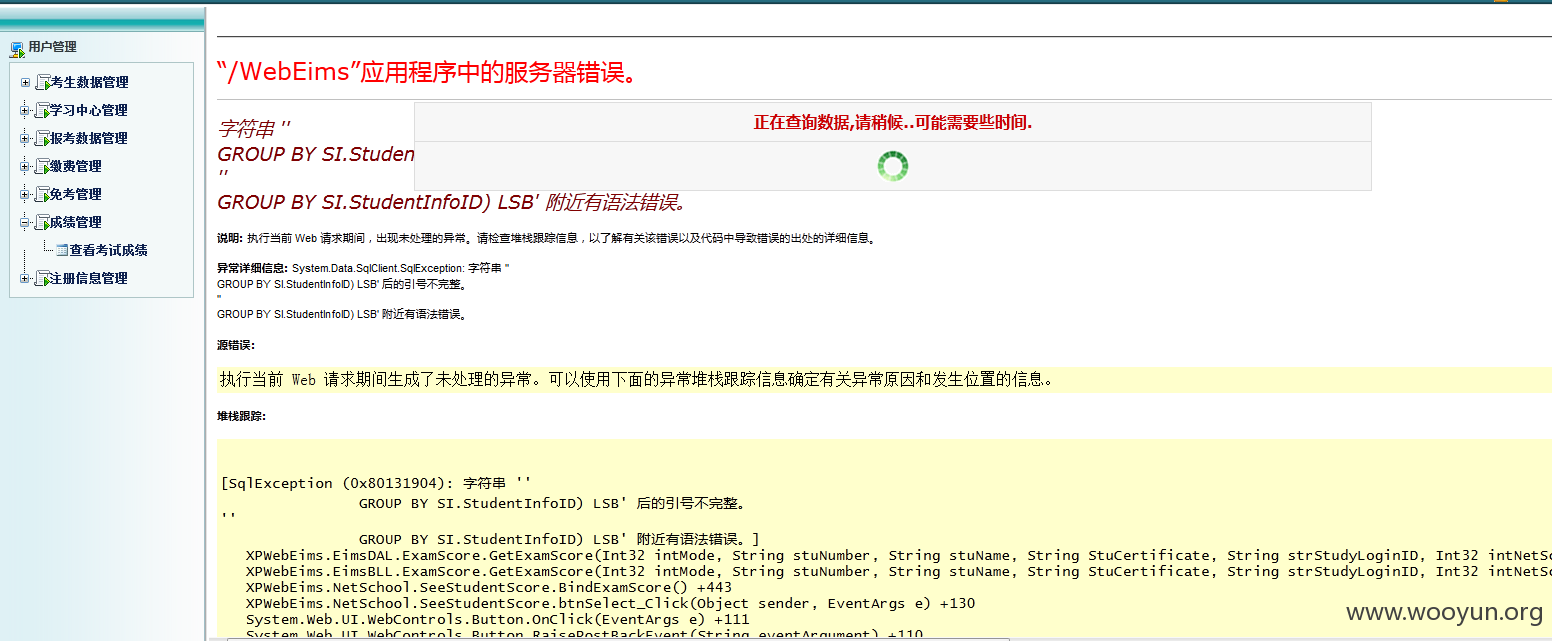 用户管理
考生数据管理
学习中心管理
报考数据管理
缴费管理
免考管理
成绩管理
查看考试成绩
注册信息管理
“/WebEims”应用程序中的服务器错误。
字符串 ''
GROUP BY SI.Studen
''
GROUP BY SI.StudentInfoID) LSB' 附近有语法错误。
正在查询数据,请稍候..可能需要些时间.
说明: 执行当前 Web 请求期间，出现未处理的异常。请检查堆栈跟踪信息，以了解有关该错误以及代码中导致错误的出处的详细信息。
异常详细信息: System.Data.SqlClient.SqlException: 字符串 ''
GROUP BY SI.StudentInfoID) LSB' 后的引号不完整。
''
GROUP BY SI.StudentInfoID) LSB' 附近有语法错误。
源错误:
执行当前 Web 请求期间生成了未处理的异常。可以使用下面的异常堆栈跟踪信息确定有关异常原因和发生位置的信息。
堆栈跟踪:
[SqlException (0x80131904): 字符串 ''
GROUP BY SI.StudentInfoID) LSB' 后的引号不完整。
''
GROUP BY SI.StudentInfoID) LSB' 附近有语法错误。]
XPWebEims.EimsDAL.ExamScore.GetExamScore(Int32 intMode, String stuNumber, String stuName, String StuCertificate, String strStudyLoginID, Int32 intNetSc
XPWebEims.EimsBLL.ExamScore.GetExamScore(Int32 intMode, String stuNumber, String stuName, String StuCertificate, String strStudyLoginID, Int32 intNetSc
XPWebEims.NetSchool.SeeStudentScore.BindExamScore() +443
XPWebEims.NetSchool.SeeStudentScore.btnSelect_Click(Object sender, EventArgs e) +130
System.Web.UI.WebControls.Button.OnClick(EventArgs e) +111
System.Web.UI.WebControls.Button.RaisePostBackEvent(String eventArgument) +110
www.wooyun.org